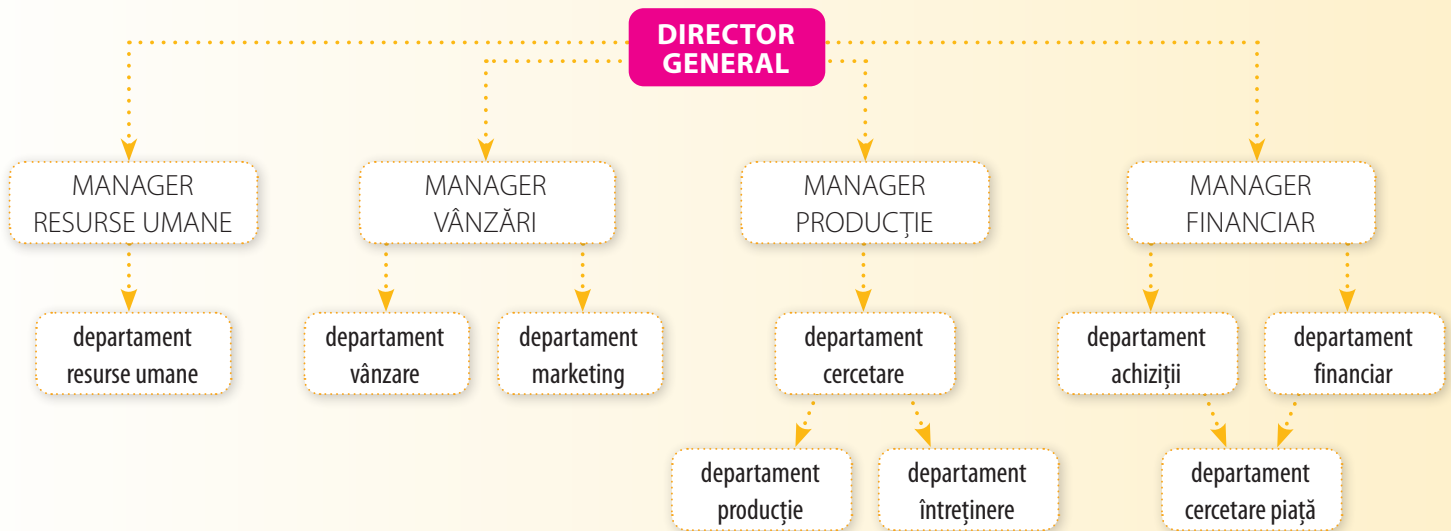 DIRECTOR
GENERAL
MANAGER
RESURSE UMANE
MANAGER
VÂNZĂRI
MANAGER
PRODUCȚIE
MANAGER
FINANCIAR
departament
resurse umane
departament
vânzare
departament
marketing
departament
cercetare
departament
achiziții
departament
financiar
departament
producție
departament
întreținere
departament
cercetare piață